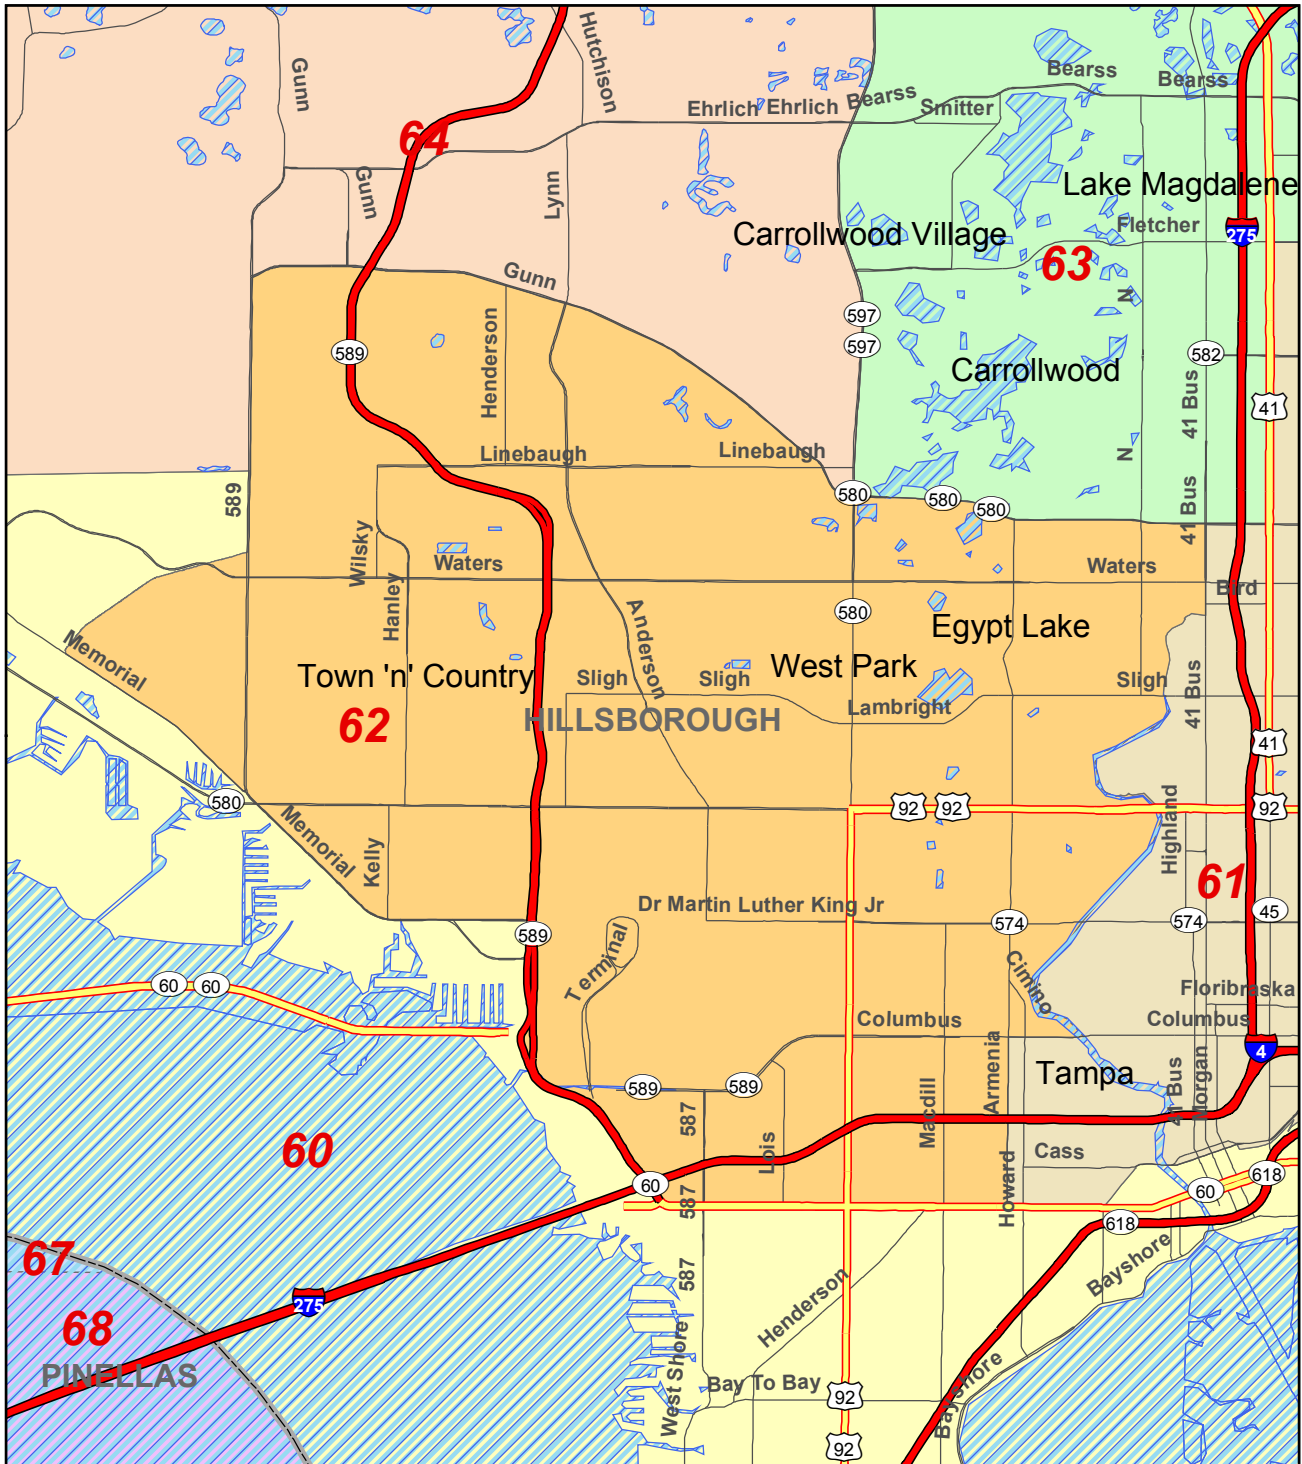 Hutchison
Gunn
Bearss
Bearss
Ehrlich
Ehrlich
Bearss
Smitter
64
Gunn
Lynn
Lake Magdalene
Carrollwood Village
Fletcher
275
63
Gunn
N
597
597
Henderson
589
582
Carrollwood
41 Bus
41
Linebaugh
Linebaugh
N
589
580
580
580
41 Bus
Wilsky
Waters
Waters
Hanley
Bird
580
Anderson
Egypt Lake
Memorial
Town 'n' Country
Sligh
Sligh
West Park
Sligh
41 Bus
Lambright
62
HILLSBOROUGH
41
580
92
92
92
Memorial
Kelly
Highland
61
Dr Martin Luther King Jr
574
574
45
589
Terminal
Cimino
60
60
Floribraska
Columbus
Columbus
4
Armenia
Tampa
589
589
41 Bus
Morgan
587
Macdill
Lois
60
Cass
60
618
60
587
Howard
618
67
587
Bayshore
275
Henderson
68
PINELLAS
West Shore
Bay To Bay
92
Bayshore
92